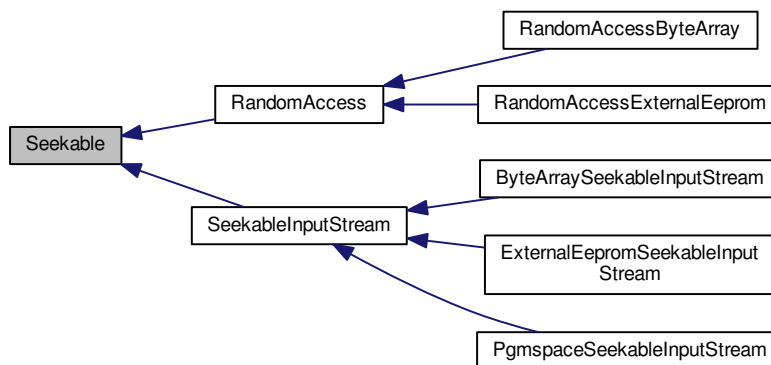 RandomAccessByteArray
RandomAccess
RandomAccessExternalEeprom
Seekable
ByteArraySeekableInputStream
SeekableInputStream
ExternalEepromSeekableInput
Stream
PgmspaceSeekableInputStream